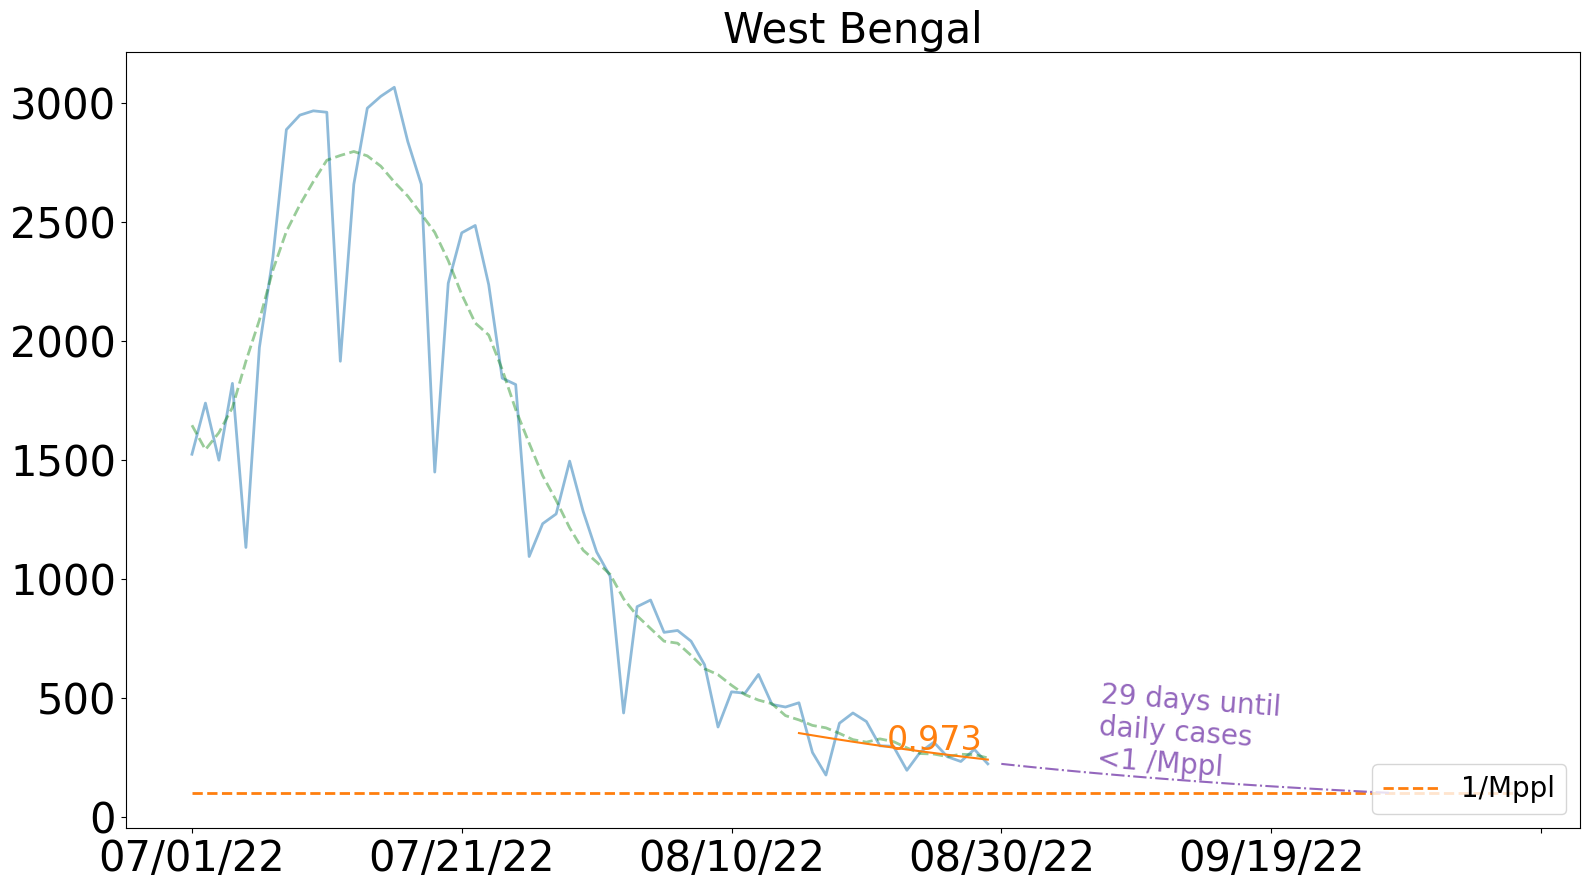 West Bengal
3000
2500
2000
1500
1000
500
0
0.973
29 days until
daily cases
<1 /Mppl
1/Mppl
07/01/22
07/21/22
08/10/22
08/30/22
09/19/22